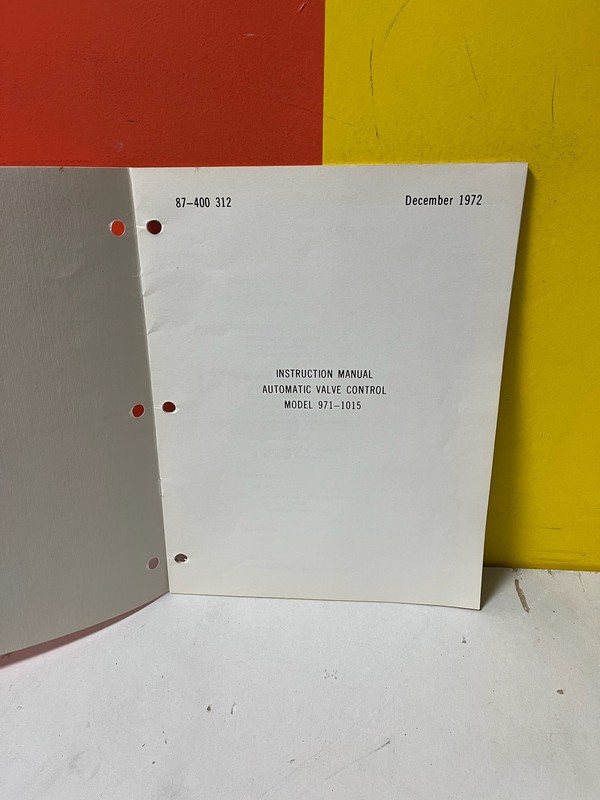 87-400 312
December 1972
INSTRUCTION MANUAL
AUTOMATIC VALVE CONTROL
MODEL 971-1015